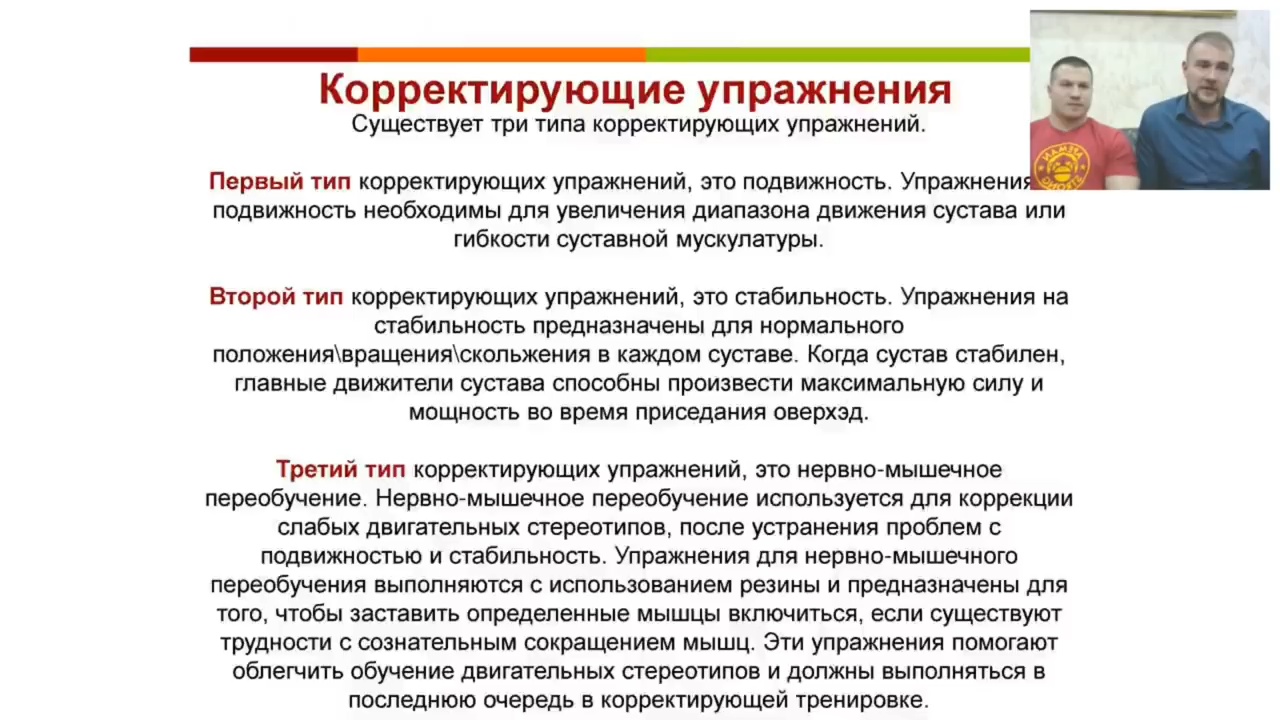 Корректирующие упражнения
Существует три типа корректирующих упражнений.
Первый тип корректирующих упражнений, это подвижность. Упражнения
подвижность необходимы для увеличения диапазона движения сустава или
гибкости суставной мускулатуры.
Второй тип корректирующих упражнений, это стабильность. Упражнения на
стабильность предназначены для нормального
положения\вращения\скольжения в каждом суставе. Когда сустав стабилен,
главные движители сустава способны произвести максимальную силу и
мощность во время приседания оверхэд.
Третий тип корректирующих упражнений, это нервно-мышечное
переобучение. Нервно-мышечное переобучение используется для коррекции
слабых двигательных стереотипов, после устранения проблем с
подвижностью и стабильность. Упражнения для нервно-мышечного
переобучения выполняются с использованием резины и предназначены для
того, чтобы заставить определенные мышцы включиться, если существуют
трудности с сознательным сокращением мышц. Эти упражнения помогают
облегчить обучение двигательных стереотипов и должны выполняться в
последнюю очередь в корректирующей тренировке.